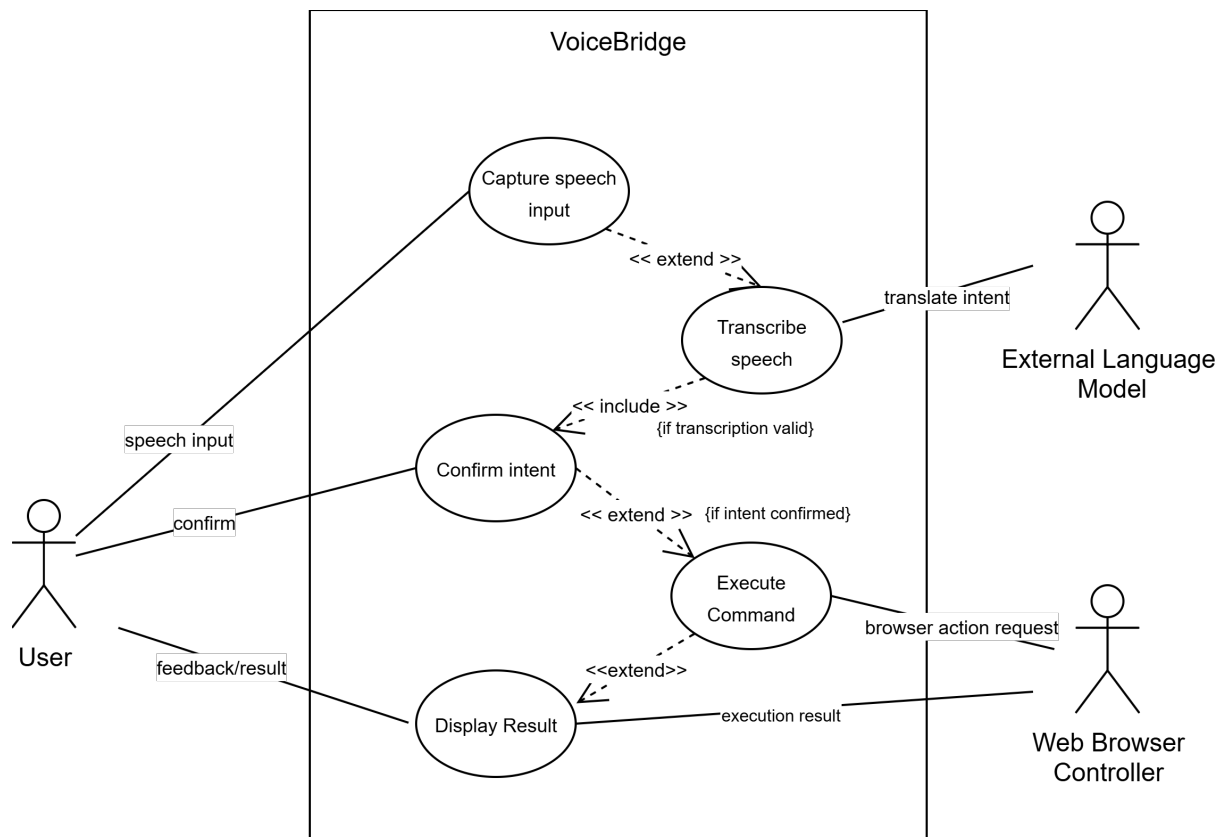 VoiceBridge
Capture speech
input
<< extend >>
translate intent
Transcribe
speech
External Language
Model
<< include >>
{if transcription valid}
speech input
Confirm intent
confirm
<< extend >>
{if intent confirmed}
Execute
Command
browser action request
User
feedback/result
<<extend>>
Display Result
execution result
Web Browser
Controller